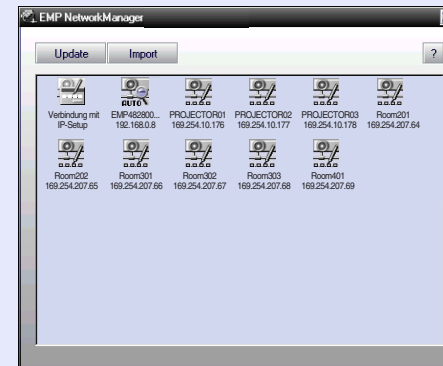 EMP NetworkManager
Update Import ?
AUTO
Verbindung mit EMP482800... PROJECTOR01 PROJECTOR02 PROJECTOR03 Room201
IP-Setup 192.168.0.8 169.254.10.176 169.254.10.177 169.254.10.178 169.254.207.64
Room202 Room301 Room302 Room303 Room401
169.254.207.65 169.254.207.66 169.254.207.67 169.254.207.68 169.254.207.69